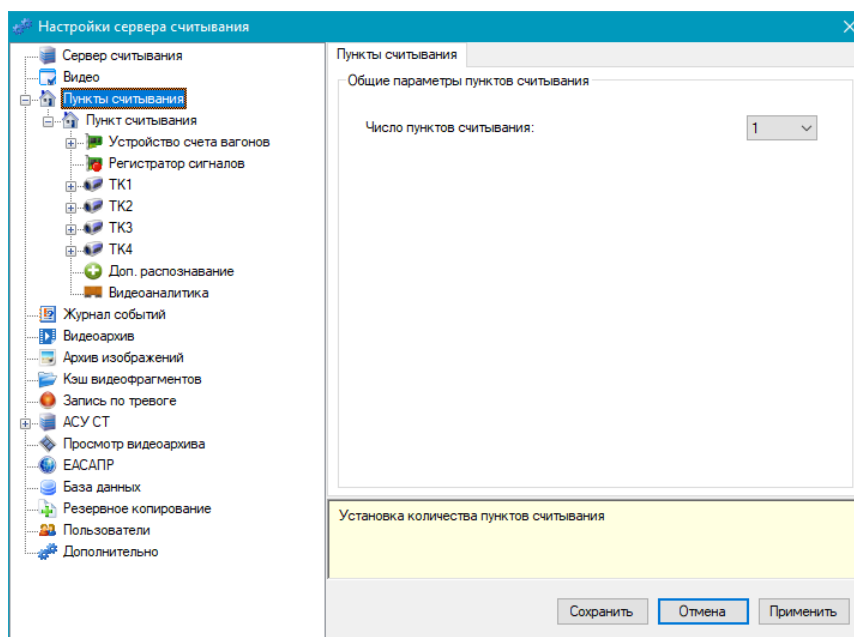 Настройки сервера считывания
Сервер считывания
Видео
Пункты считывания
Пункт считывания
Устройство счета вагонов
Регистратор сигналов
ТК1
ТК2
ТК3
ТК4
Доп. распознавание
Видеоаналитика
Журнал событий
Видеоархив
Архив изображений
Кэш видеофрагментов
Запись по тревоге
АСУ СТ
Просмотр видеоархива
ЕАСАПР
База данных
Резервное копирование
Пользователи
Дополнительно
Пункты считывания
Общие параметры пунктов считывания
Число пунктов считывания: 1
Установка количества пунктов считывания
Сохранить Отмена Применить